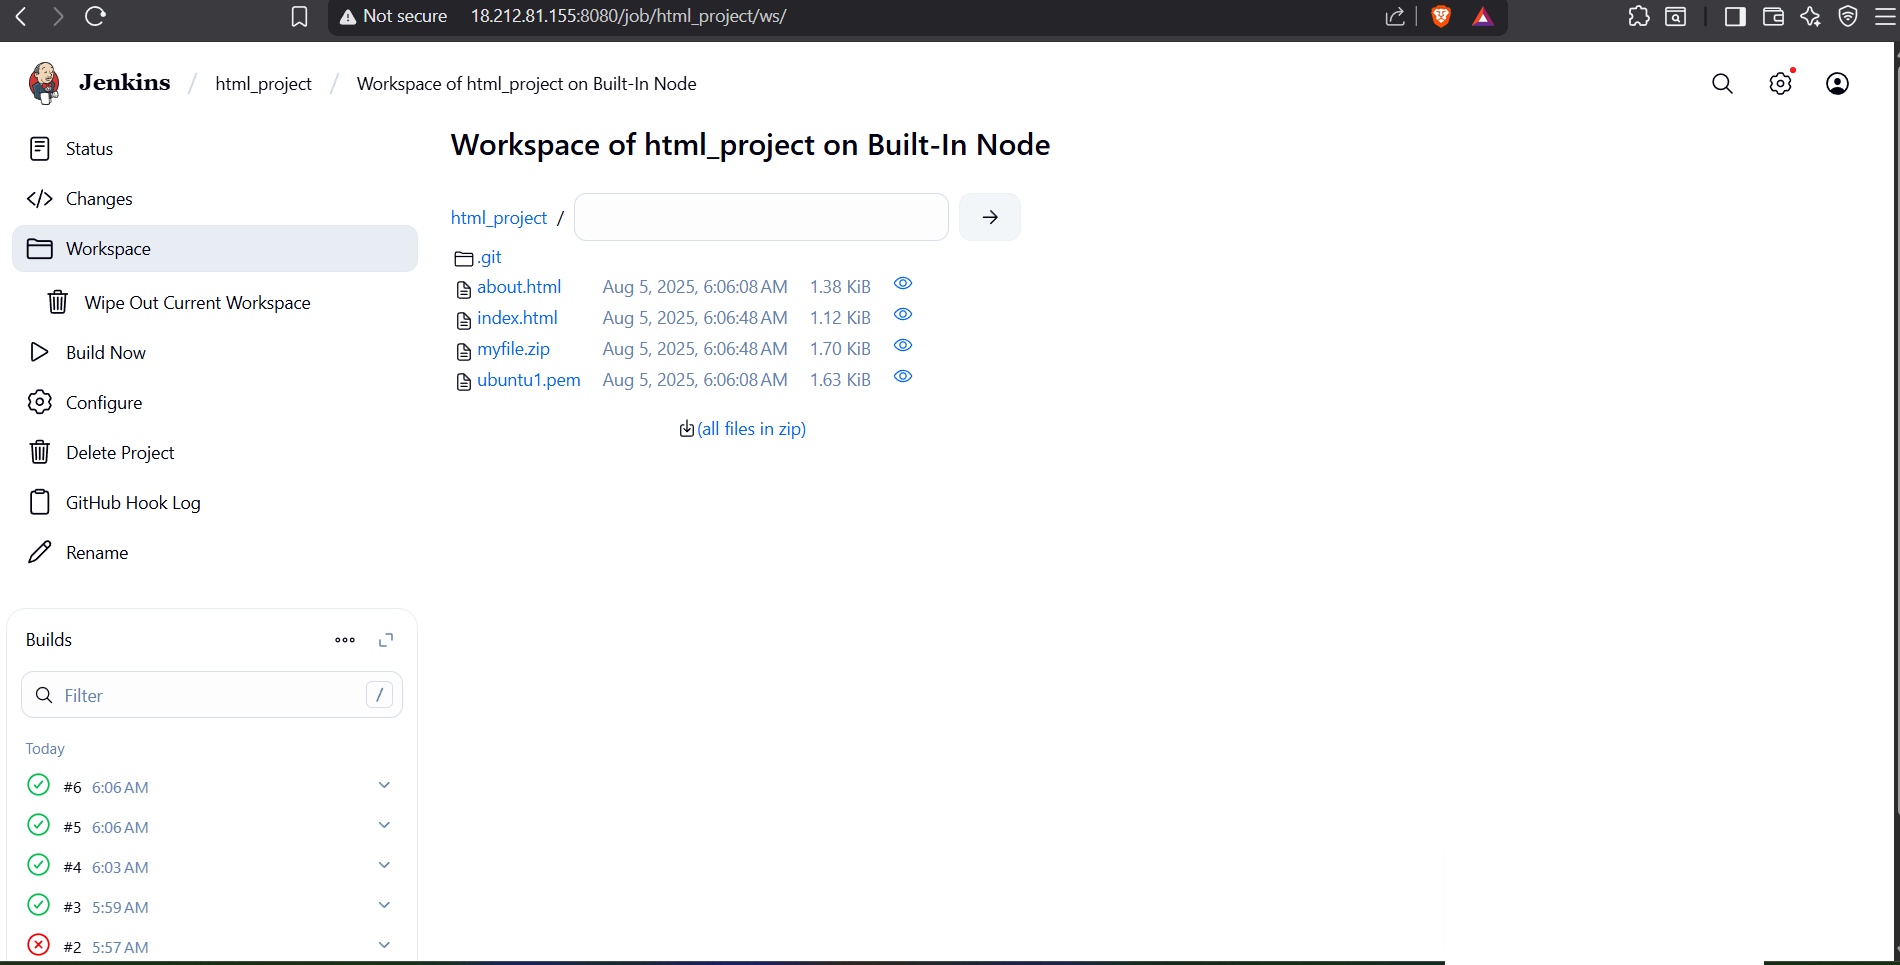 Not secure 18.212.81.155:8080/job/html_project/ws/
Jenkins / html_project / Workspace of html_project on Built-In Node
Status
Changes
Workspace
Wipe Out Current Workspace
Build Now
Configure
Delete Project
GitHub Hook Log
Rename
Builds
Filter /
Today
#6 6:06 AM
#5 6:06 AM
#4 6:03 AM
#3 5:59 AM
#2 5:57 AM
Workspace of html_project on Built-In Node
html_project /
.git
about.html Aug 5, 2025, 6:06:08 AM 1.38 KiB
index.html Aug 5, 2025, 6:06:48 AM 1.12 KiB
myfile.zip Aug 5, 2025, 6:06:48 AM 1.70 KiB
ubuntu1.pem Aug 5, 2025, 6:06:08 AM 1.63 KiB
(all files in zip)